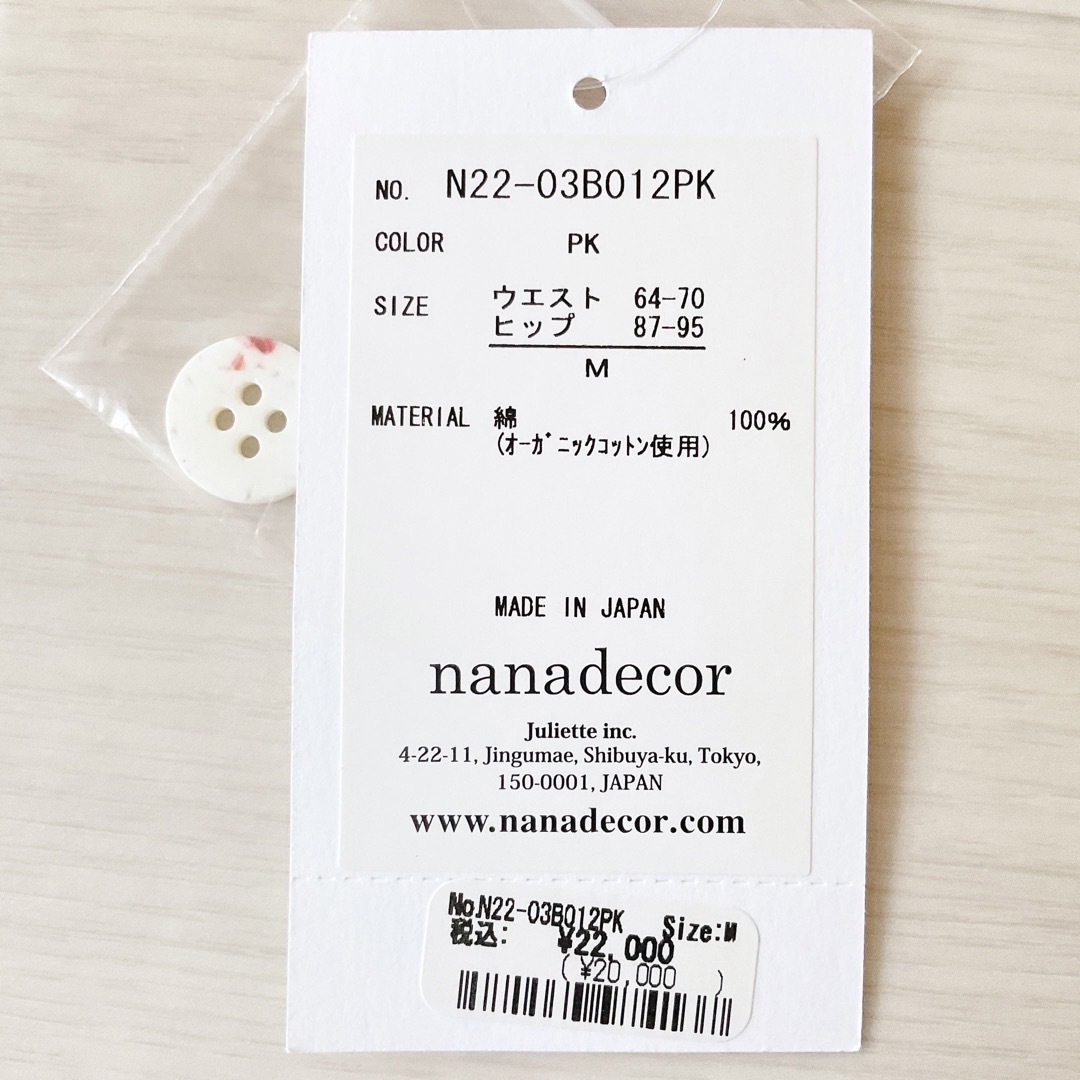 NO. N22-03B012PK
COLOR PK
SIZE ウエスト 64-70
ヒップ 87-95
M
MATERIAL 綿 100%
(ｵｰｶﾞﾆｯｸｺｯﾄﾝ使用)
MADE IN JAPAN
nanadecor
Juliette inc.
4-22-11, Jingumae, Shibuya-ku, Tokyo,
150-0001, JAPAN
www.nanadecor.com
No.N22-03B012PK Size:M
税込: ¥22,000
(¥20,000 )